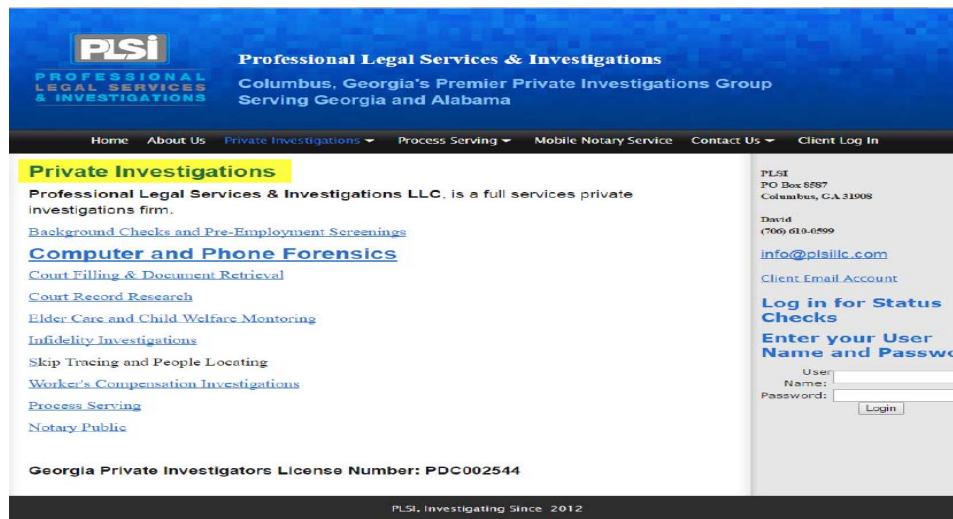 PLSi
PROFESSIONAL
LEGAL SERVICES
& INVESTIGATIONS
Professional Legal Services & Investigations
Columbus, Georgia's Premier Private Investigations Group
Serving Georgia and Alabama
Home About Us Private Investigations Process Serving Mobile Notary Service Contact Us Client Log In
Private Investigations
Professional Legal Services & Investigations LLC, is a full services private
investigations firm.
Background Checks and Pre-Employment Screenings
Computer and Phone Forensics
Court Filling & Document Retrieval
Court Record Research
Elder Care and Child Welfare Montoring
Infidelity Investigations
Skip Tracing and People Locating
Worker's Compensation Investigations
Process Serving
Notary Public
Georgia Private Investigators License Number: PDC002544
PLSI
PO Box 8587
Columbus, GA 31908
David
(706) 610-0599
info@plsillc.com
Client Email Account
Log in for Status
Checks
Enter your User
Name and Passwo
User
Name:
Password:
Login
PLSI, Investigating Since 2012